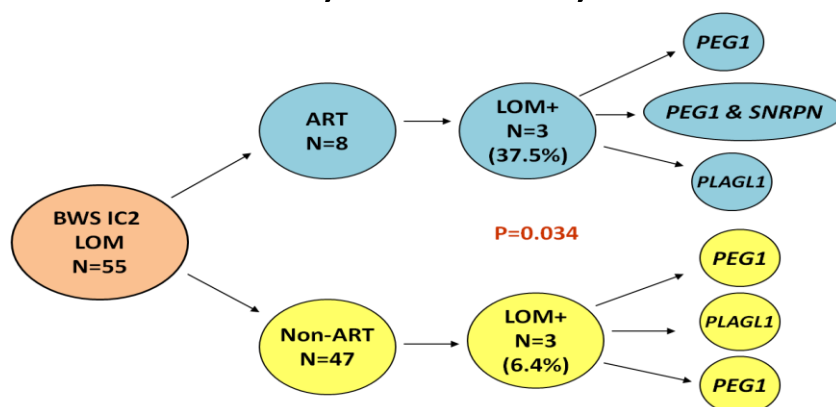 PEG1
ART
N=8
LOM+
N=3
(37.5%)
PEG1 & SNRPN
PLAGL1
BWS IC2
LOM
N=55
P=0.034
PEG1
Non-ART
N=47
LOM+
N=3
(6.4%)
PLAGL1
PEG1